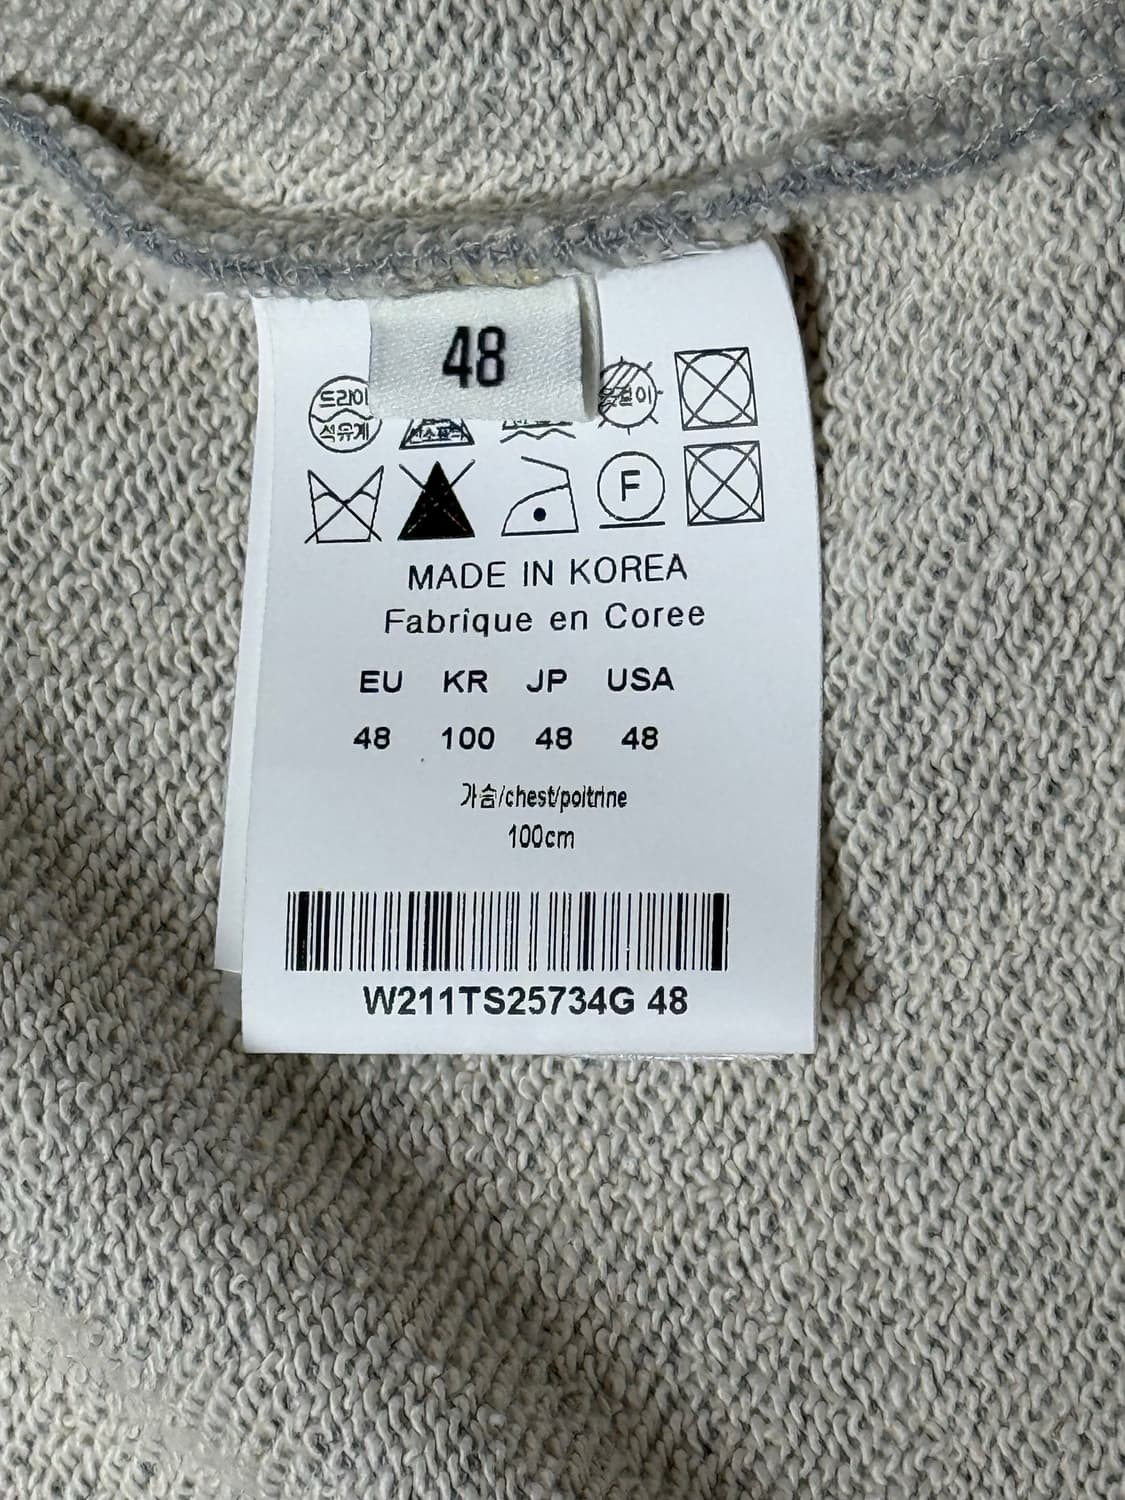 48
드라이
석유계
MADE IN KOREA
Fabrique en Coree
F
EU KR JP USA
48 100 48 48
가슴/chest/poitrine
100cm
W211TS25734G 48